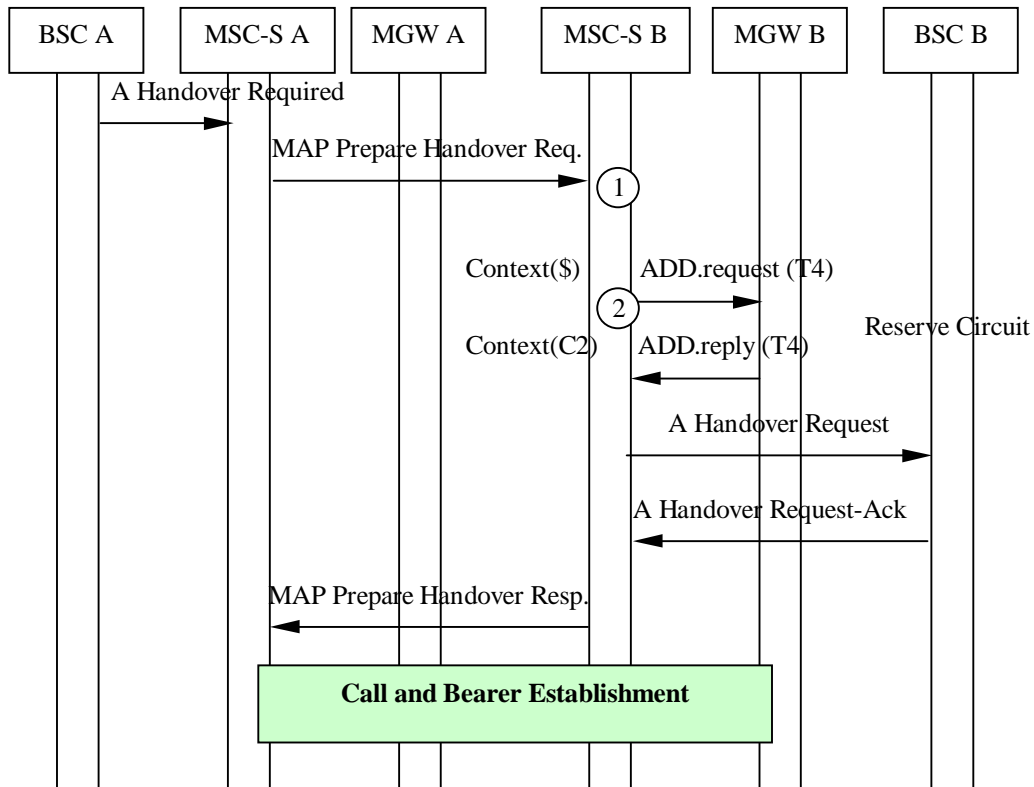 BSC A
MSC-S A
MGW A
MSC-S B
MGW B
BSC B
A Handover Required
MAP Prepare Handover Req.
1
Context($)
ADD.request (T4)
2
Reserve Circuit
Context(C2)
ADD.reply (T4)
A Handover Request
A Handover Request-Ack
MAP Prepare Handover Resp.
Call and Bearer Establishment